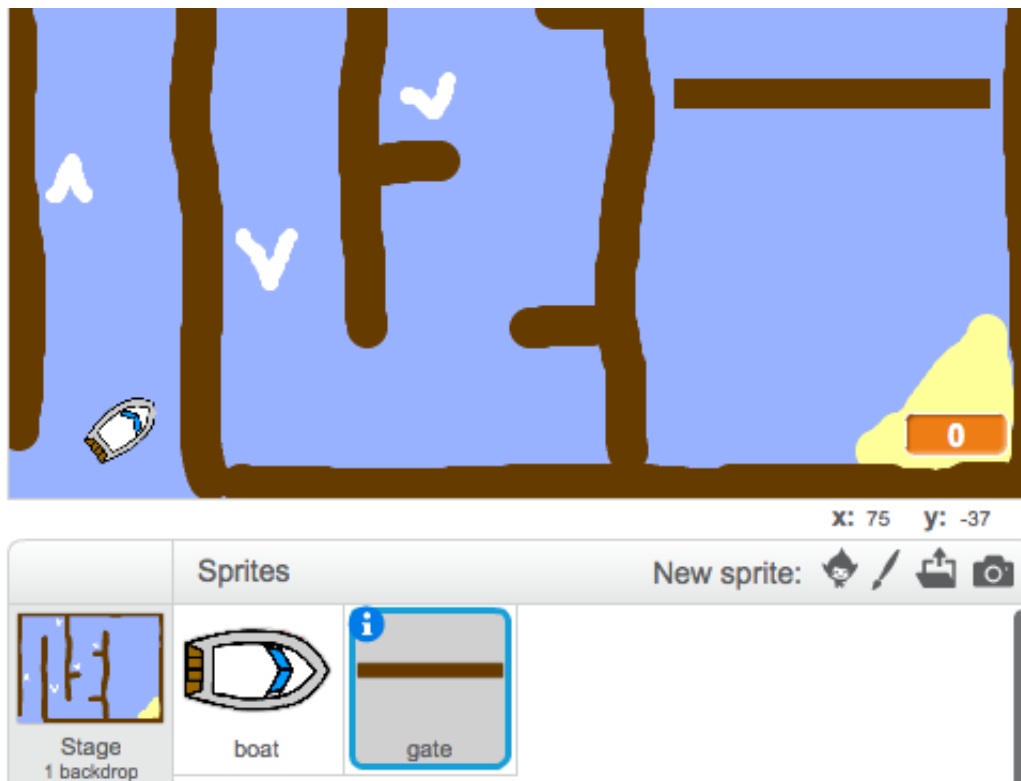 0
x: 75 y: -37
Sprites New sprite:
i
boat gate
Stage
1 backdrop